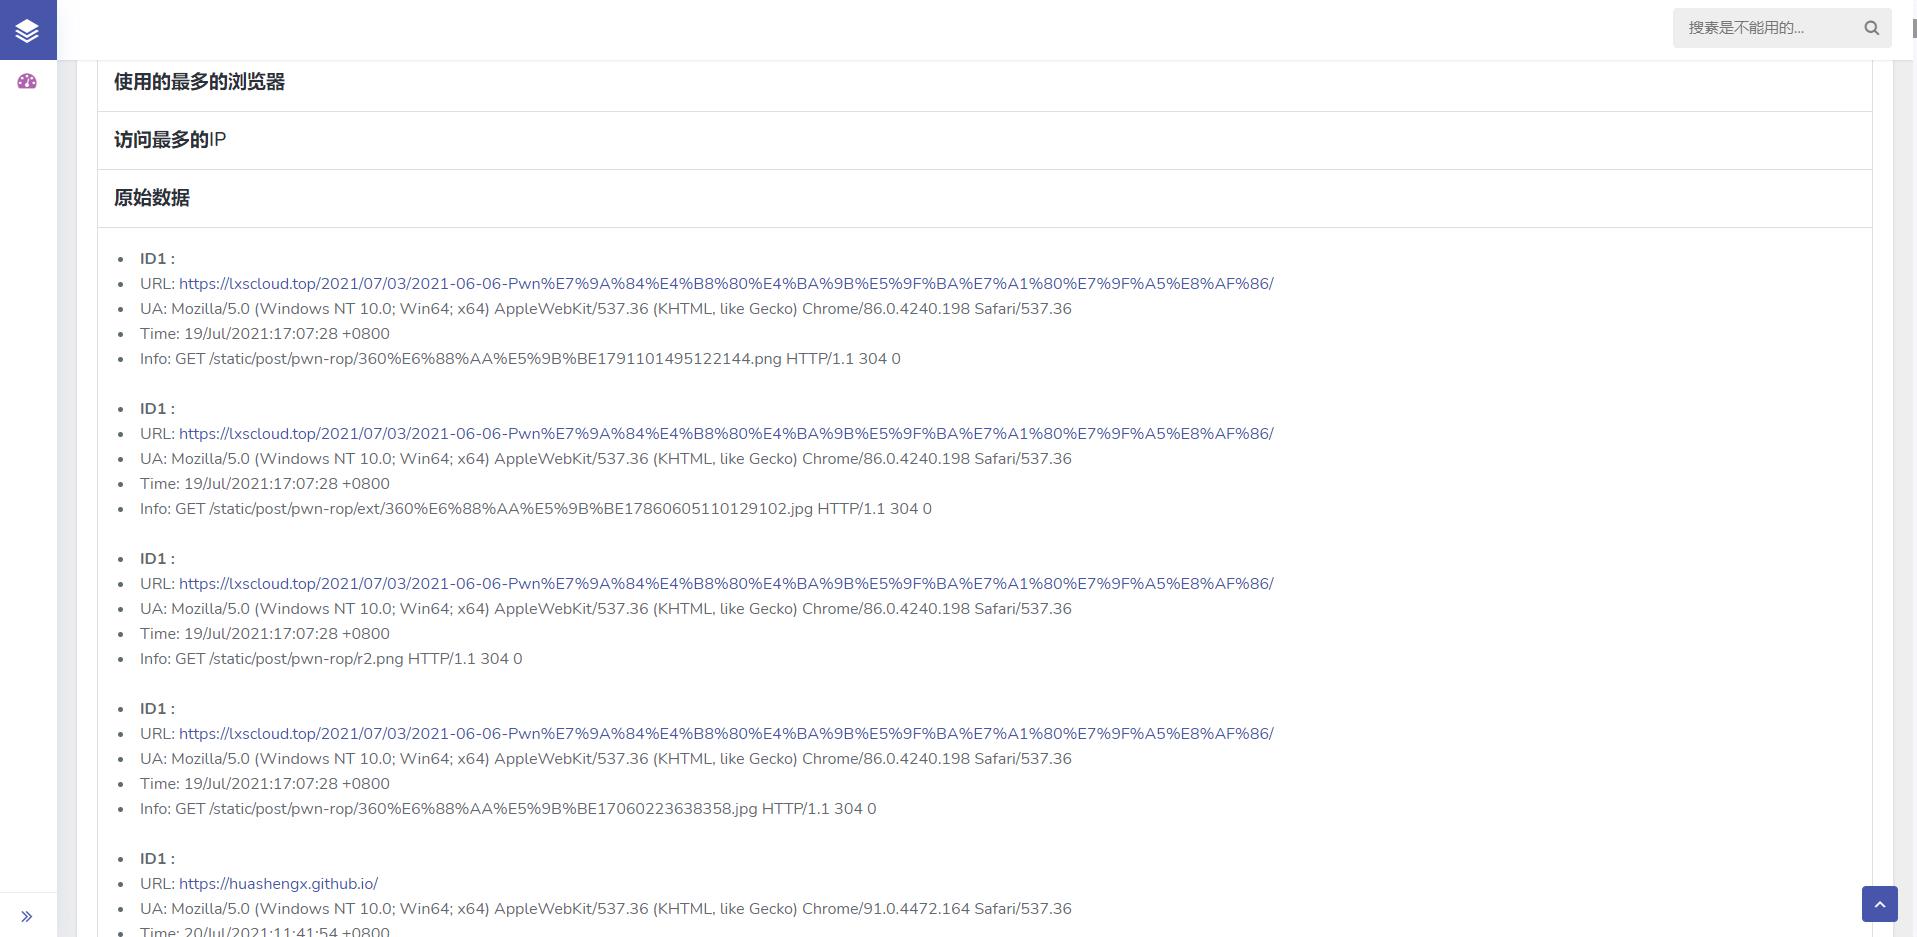 搜素是不能用的...
使用的最多的浏览器
访问最多的IP
原始数据
ID1 :
URL: https://lxscloud.top/2021/07/03/2021-06-06-Pwn%E7%9A%84%E4%B8%80%E4%BA%9B%E5%9F%BA%E7%A1%80%E7%9F%A5%E8%AF%86/
UA: Mozilla/5.0 (Windows NT 10.0; Win64; x64) AppleWebKit/537.36 (KHTML, like Gecko) Chrome/86.0.4240.198 Safari/537.36
Time: 19/Jul/2021:17:07:28 +0800
Info: GET /static/post/pwn-rop/360%E6%88%AA%E5%9B%BE1791101495122144.png HTTP/1.1 304 0
ID1 :
URL: https://lxscloud.top/2021/07/03/2021-06-06-Pwn%E7%9A%84%E4%B8%80%E4%BA%9B%E5%9F%BA%E7%A1%80%E7%9F%A5%E8%AF%86/
UA: Mozilla/5.0 (Windows NT 10.0; Win64; x64) AppleWebKit/537.36 (KHTML, like Gecko) Chrome/86.0.4240.198 Safari/537.36
Time: 19/Jul/2021:17:07:28 +0800
Info: GET /static/post/pwn-rop/ext/360%E6%88%AA%E5%9B%BE17860605110129102.jpg HTTP/1.1 304 0
ID1 :
URL: https://lxscloud.top/2021/07/03/2021-06-06-Pwn%E7%9A%84%E4%B8%80%E4%BA%9B%E5%9F%BA%E7%A1%80%E7%9F%A5%E8%AF%86/
UA: Mozilla/5.0 (Windows NT 10.0; Win64; x64) AppleWebKit/537.36 (KHTML, like Gecko) Chrome/86.0.4240.198 Safari/537.36
Time: 19/Jul/2021:17:07:28 +0800
Info: GET /static/post/pwn-rop/r2.png HTTP/1.1 304 0
ID1 :
URL: https://lxscloud.top/2021/07/03/2021-06-06-Pwn%E7%9A%84%E4%B8%80%E4%BA%9B%E5%9F%BA%E7%A1%80%E7%9F%A5%E8%AF%86/
UA: Mozilla/5.0 (Windows NT 10.0; Win64; x64) AppleWebKit/537.36 (KHTML, like Gecko) Chrome/86.0.4240.198 Safari/537.36
Time: 19/Jul/2021:17:07:28 +0800
Info: GET /static/post/pwn-rop/360%E6%88%AA%E5%9B%BE17060223638358.jpg HTTP/1.1 304 0
ID1 :
URL: https://huashengx.github.io/
UA: Mozilla/5.0 (Windows NT 10.0; Win64; x64) AppleWebKit/537.36 (KHTML, like Gecko) Chrome/91.0.4472.164 Safari/537.36
Time: 20/Jul/2021:11:41:54 +0800